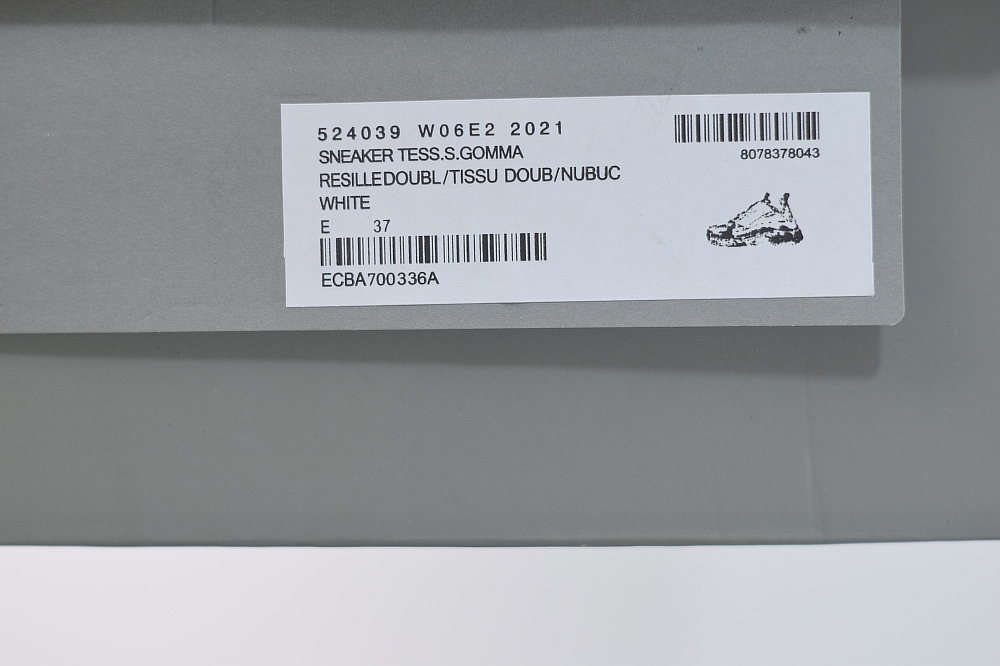 524039 W06E2 2021
SNEAKER TESS.S.GOMMA
RESILLEDOUBL/TISSU DOUB/NUBUC
WHITE
E 37
ECBA700336A
8078378043